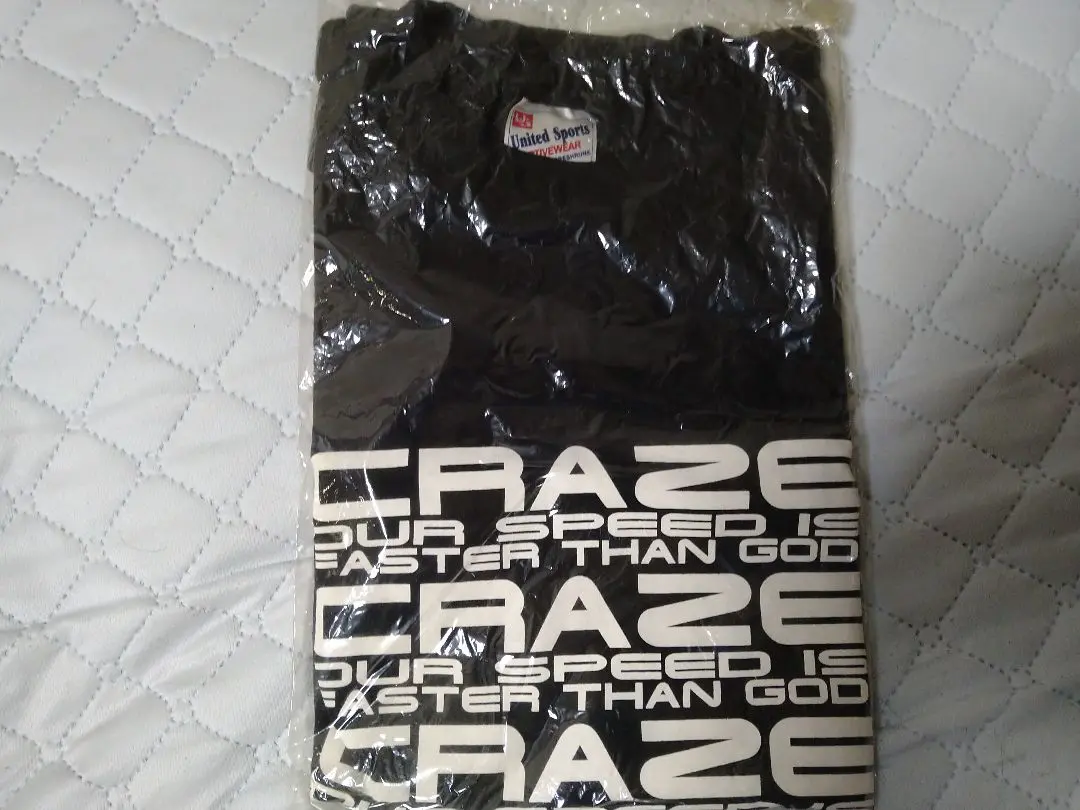 United Sports
CRAZE
OUR SPEED IS
FASTER THAN GOD
CRAZE
OUR SPEED IS
FASTER THAN GOD
CRAZE